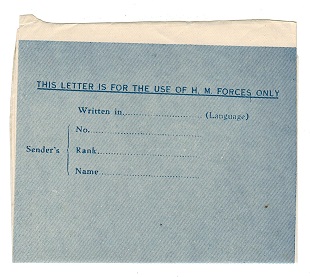 THIS LETTER IS FOR THE USE OF H. M. FORCES ONLY
Written in........................... (Language)
No.................................
Sender's Rank.................................
Name.................................